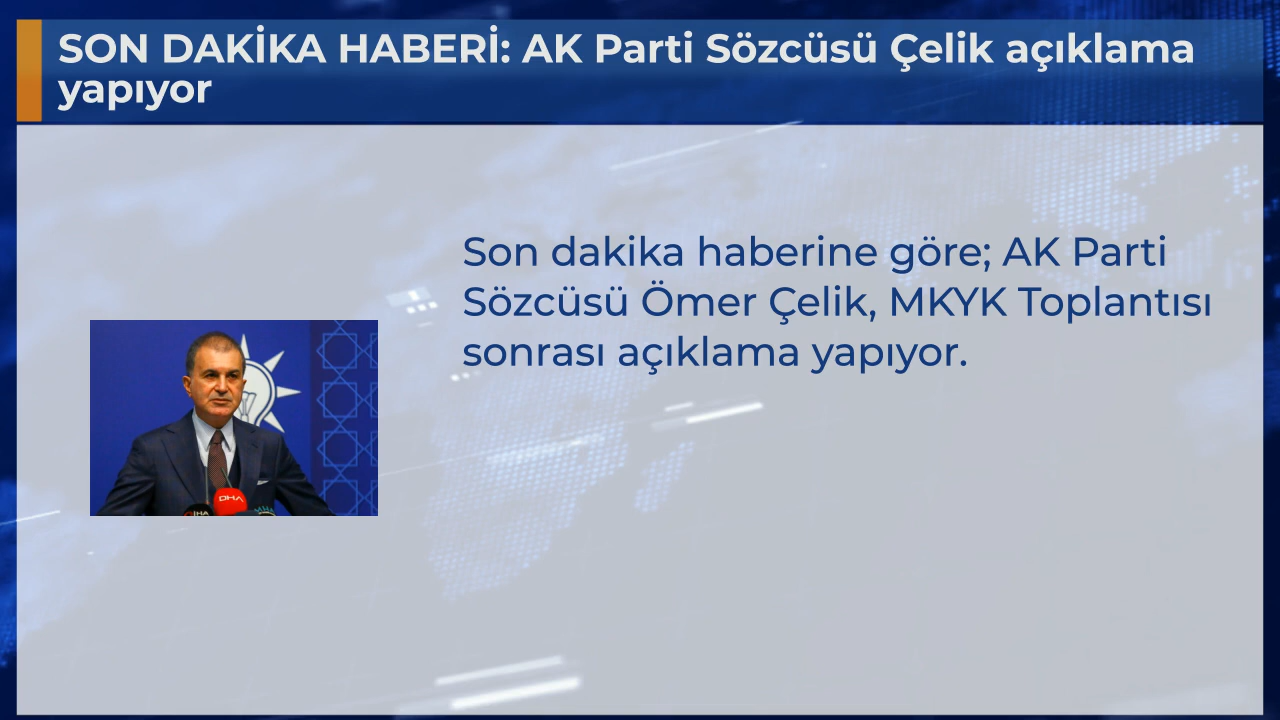 SON DAKİKA HABERİ: AK Parti Sözcüsü Çelik açıklama
yapıyor
Son dakika haberine göre; AK Parti
Sözcüsü Ömer Çelik, MKYK Toplantısı
sonrası açıklama yapıyor.
DHA
İHA